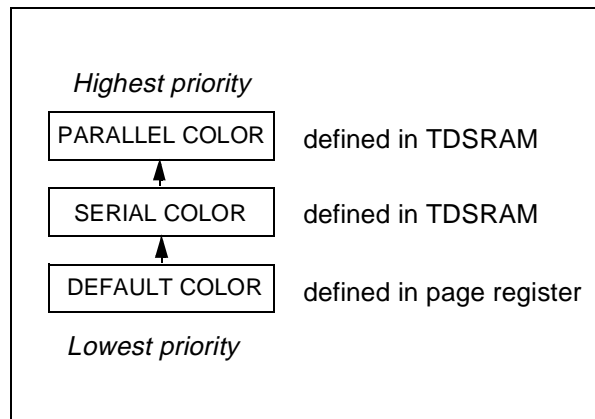 Highest priority
PARALLEL COLOR defined in TDSRAM
SERIAL COLOR defined in TDSRAM
DEFAULT COLOR defined in page register
Lowest priority